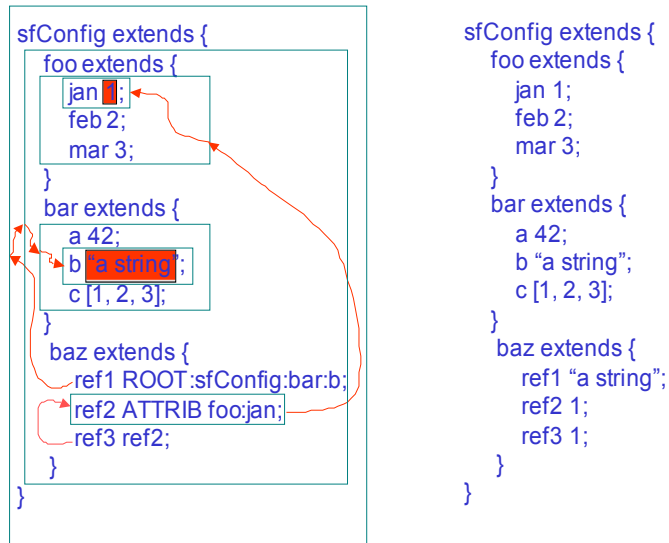 sfConfig extends {
foo extends {
jan 1;
feb 2;
mar 3;
}
bar extends {
a 42;
b “a string”;
c [1, 2, 3];
}
baz extends {
ref1 ROOT:sfConfig:bar:b;
ref2 ATTRIB foo:jan;
ref3 ref2;
}
}
sfConfig extends {
foo extends {
jan 1;
feb 2;
mar 3;
}
bar extends {
a 42;
b “a string”;
c [1, 2, 3];
}
baz extends {
ref1 “a string”;
ref2 1;
ref3 1;
}
}